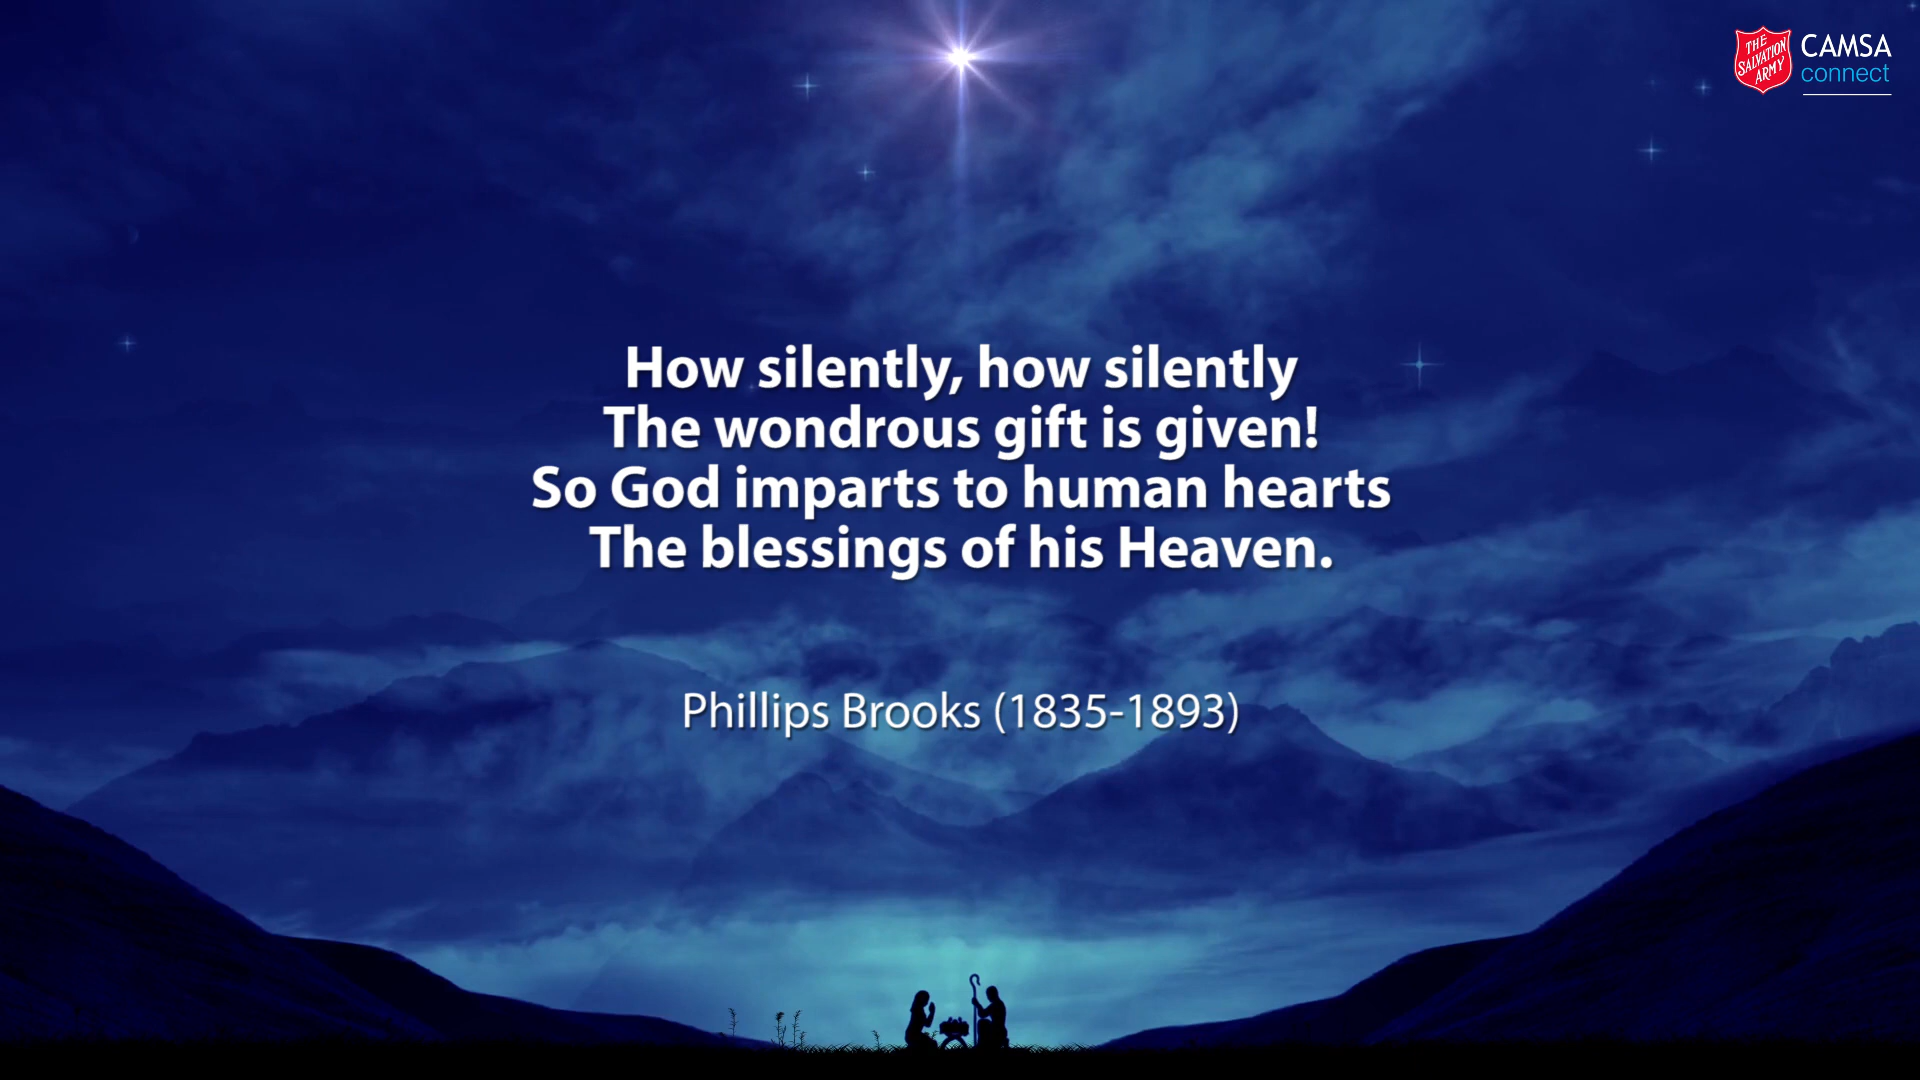 THE
SALVATION
ARMY
CAMSA
connect
How silently, how silently
The wondrous gift is given!
So God imparts to human hearts
The blessings of his Heaven.
Phillips Brooks (1835-1893)